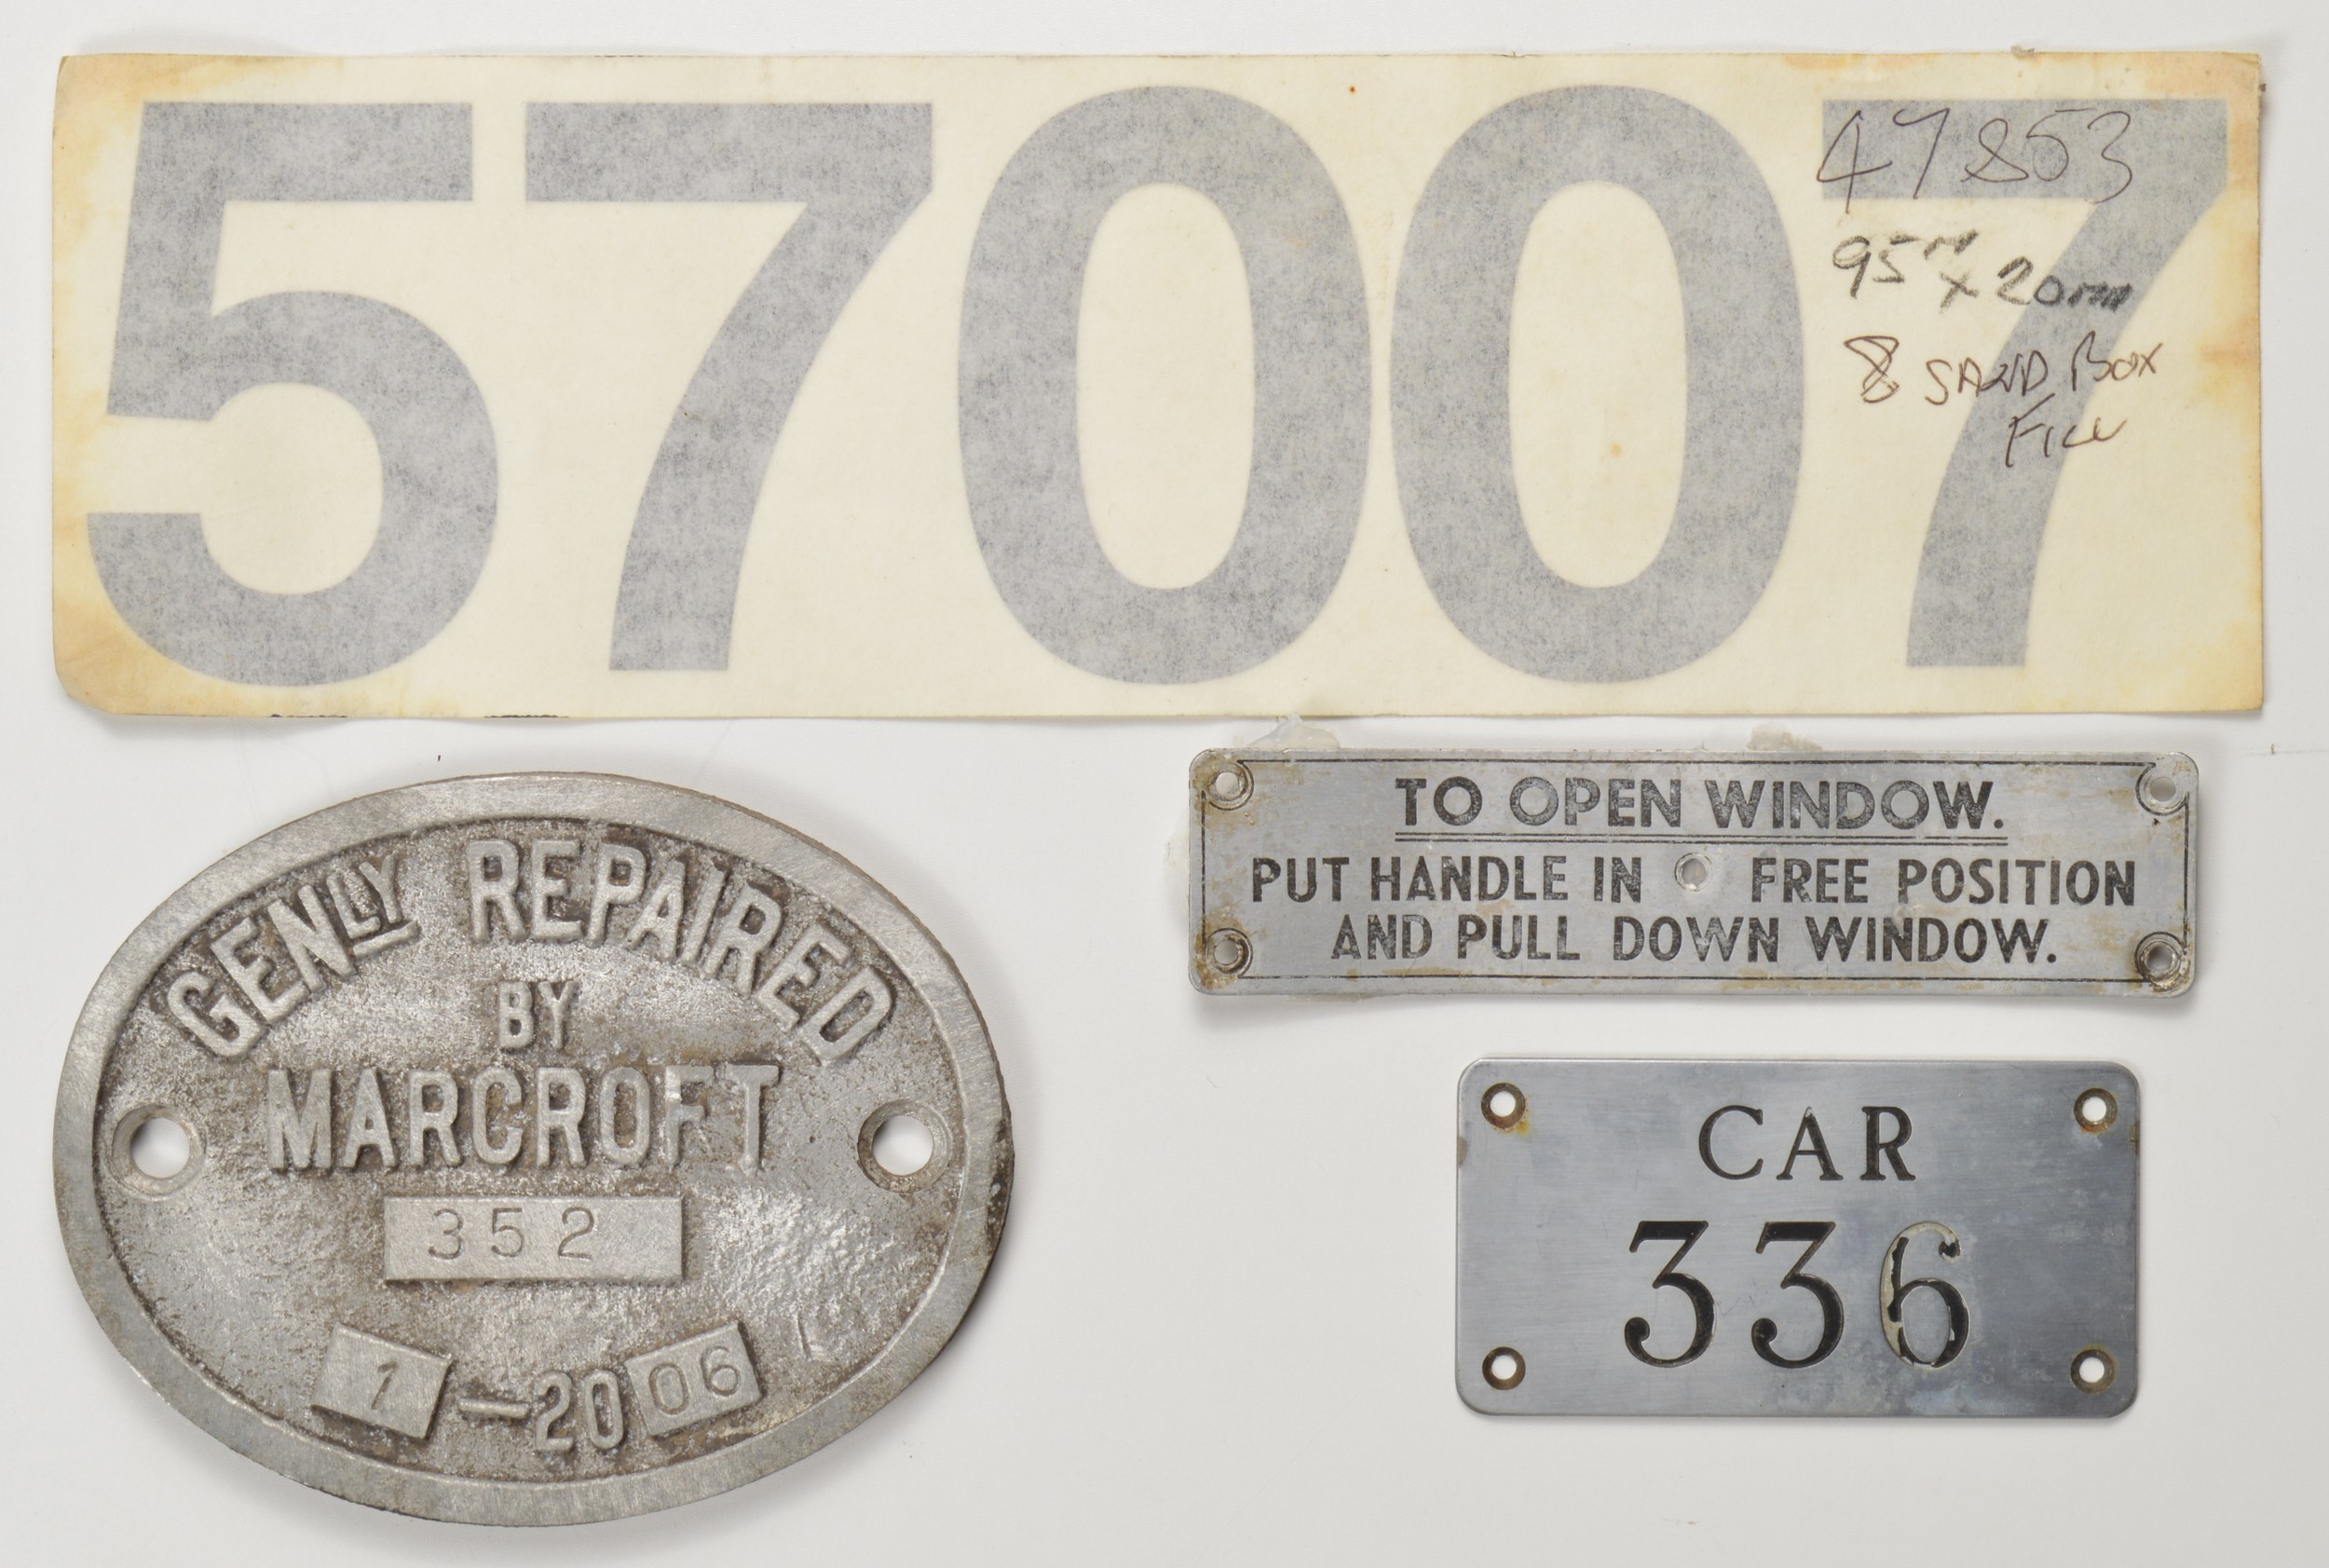 57007
47853
95m x 20mm
8 SAND BOX
FILL
GENLY REPAIRED
BY
MARCROFT
352
1 — 2006
TO OPEN WINDOW.
PUT HANDLE IN FREE POSITION
AND PULL DOWN WINDOW.
CAR
336